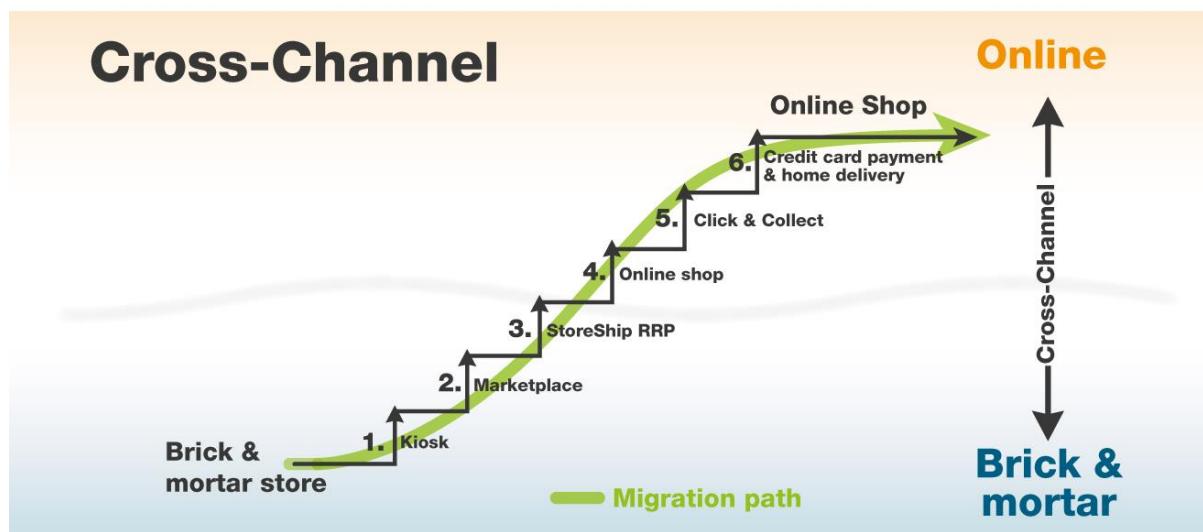 Cross-Channel
Online
Online Shop
6. Credit card payment
& home delivery
5. Click & Collect
4. Online shop
3. StoreShip RRP
2. Marketplace
1. Kiosk
Brick &
mortar store
Migration path
Cross-Channel
Brick &
mortar